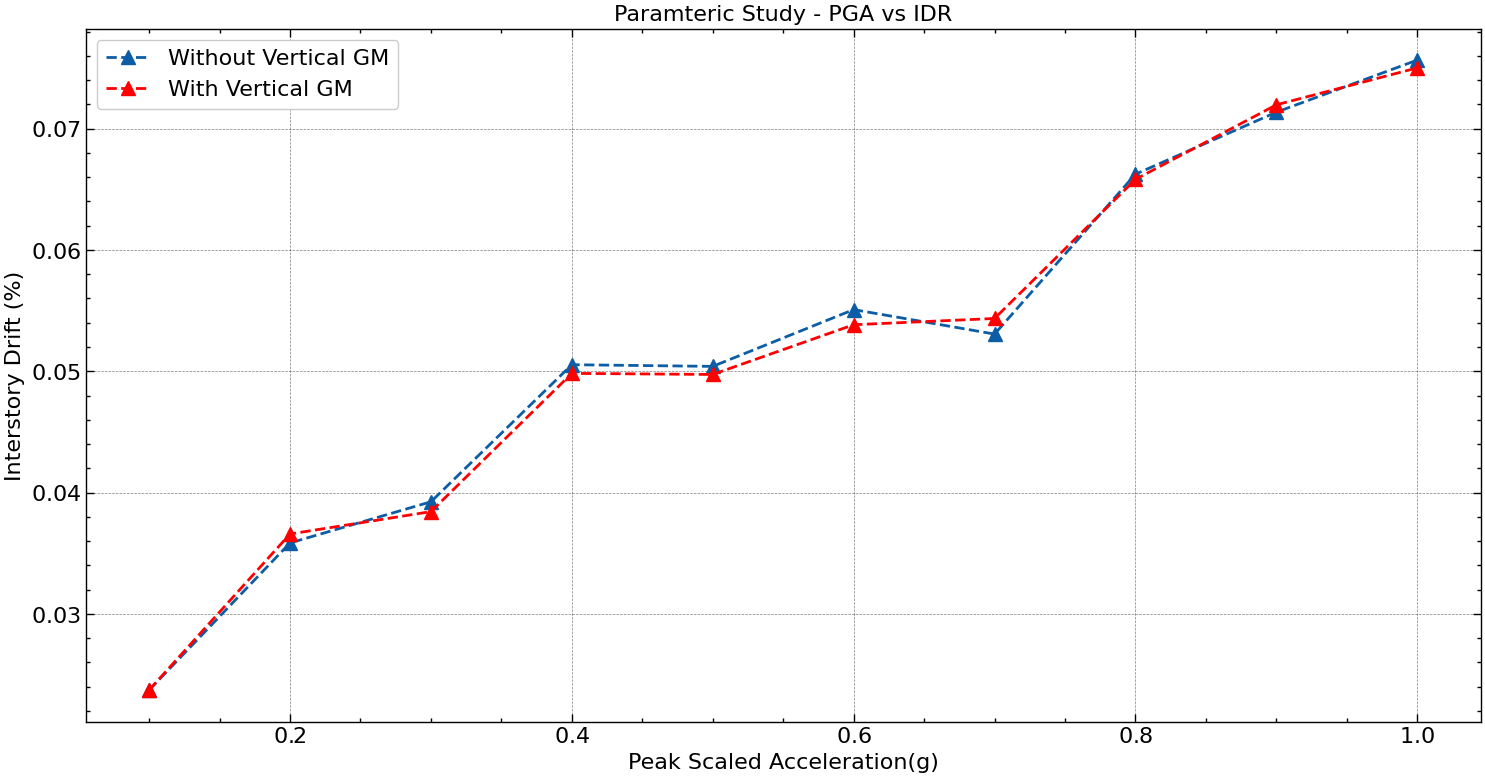 Paramteric Study - PGA vs IDR
Without Vertical GM
With Vertical GM
0.07
0.06
0.05
0.04
0.03
Interstory Drift (%)
0.2 0.4 0.6 0.8 1.0
Peak Scaled Acceleration(g)